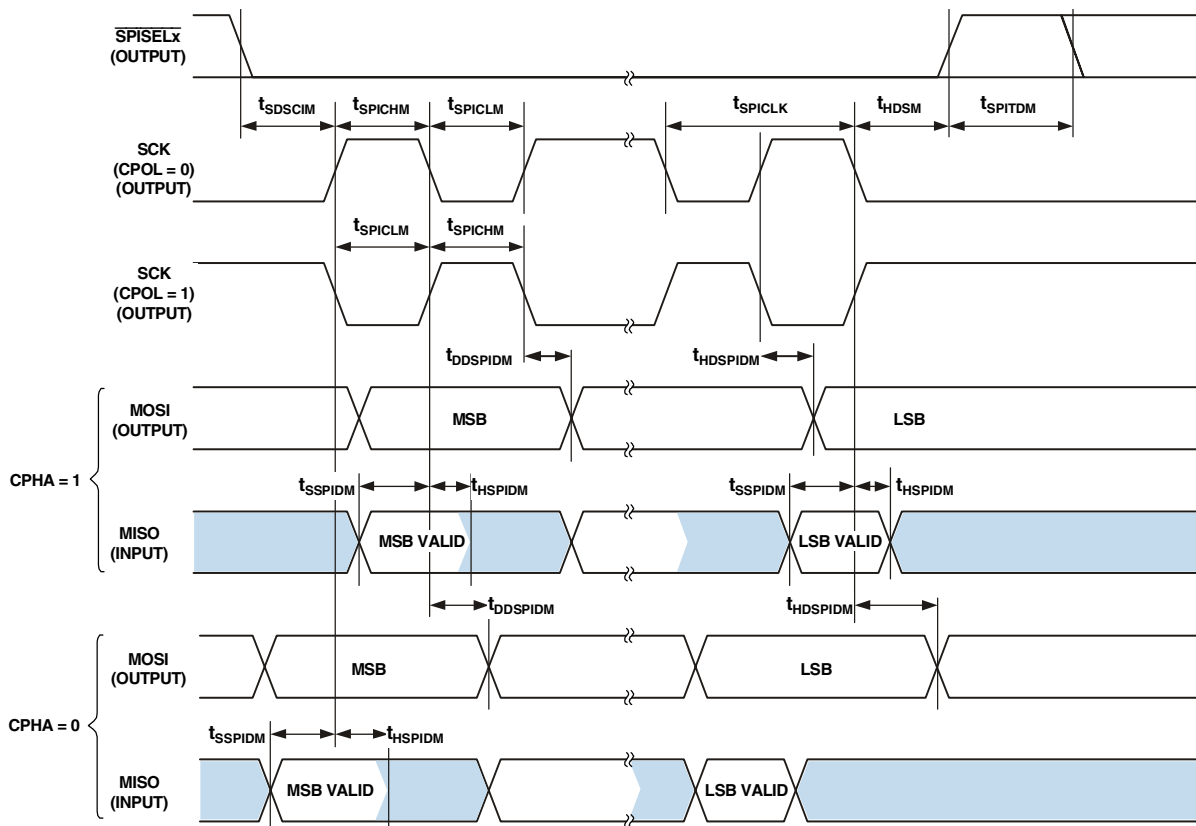 SPISELx
(OUTPUT)
tSDSCIM tSPICHM tSPICLM tSPICLK tHDSM tSPITDM
SCK
(CPOL = 0)
(OUTPUT)
tSPICLM tSPICHM
SCK
(CPOL = 1)
(OUTPUT)
tDDSPIDM tHDSPIDM
CPHA = 1
MOSI
(OUTPUT)
MSB LSB
tSSPIDM tHSPIDM tSSPIDM tHSPIDM
MISO
(INPUT)
MSB VALID LSB VALID
tDDSPIDM tHDSPIDM
CPHA = 0
MOSI
(OUTPUT)
MSB LSB
tSSPIDM tHSPIDM
MISO
(INPUT)
MSB VALID LSB VALID